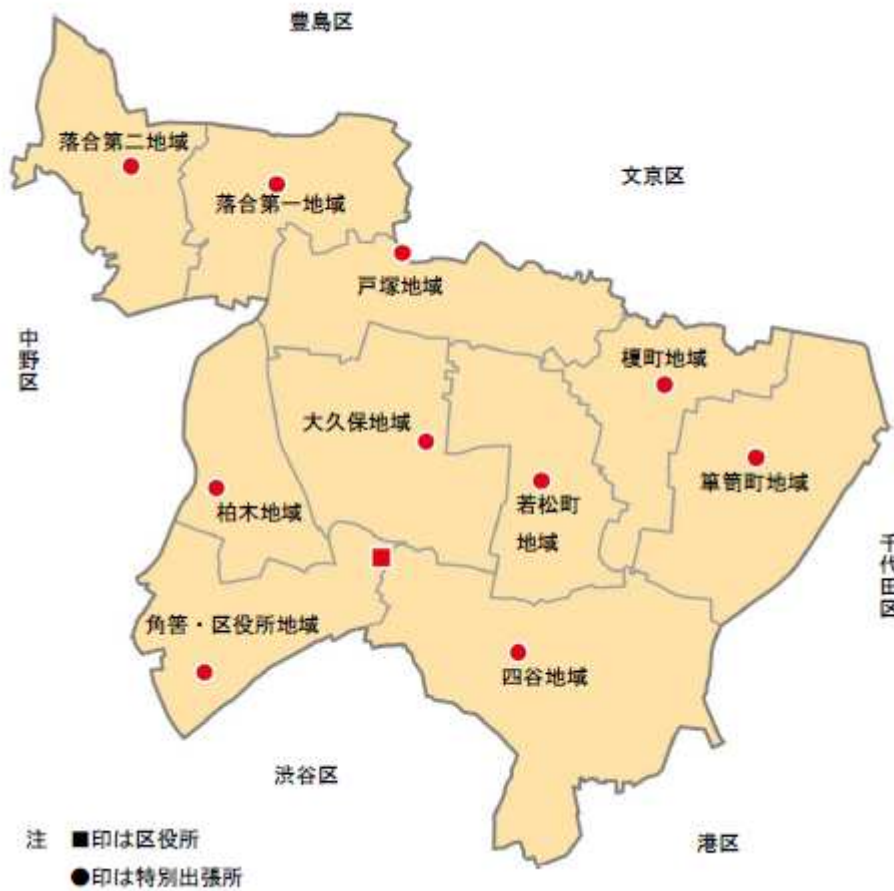 豊島区
落合第二地域
落合第一地域
文京区
戸塚地域
中野区
榎町地域
大久保地域
箪笥町地域
柏木地域
若松町
地域
千代田区
角筈・区役所地域
四谷地域
渋谷区
港区
注 ■印は区役所
●印は特別出張所